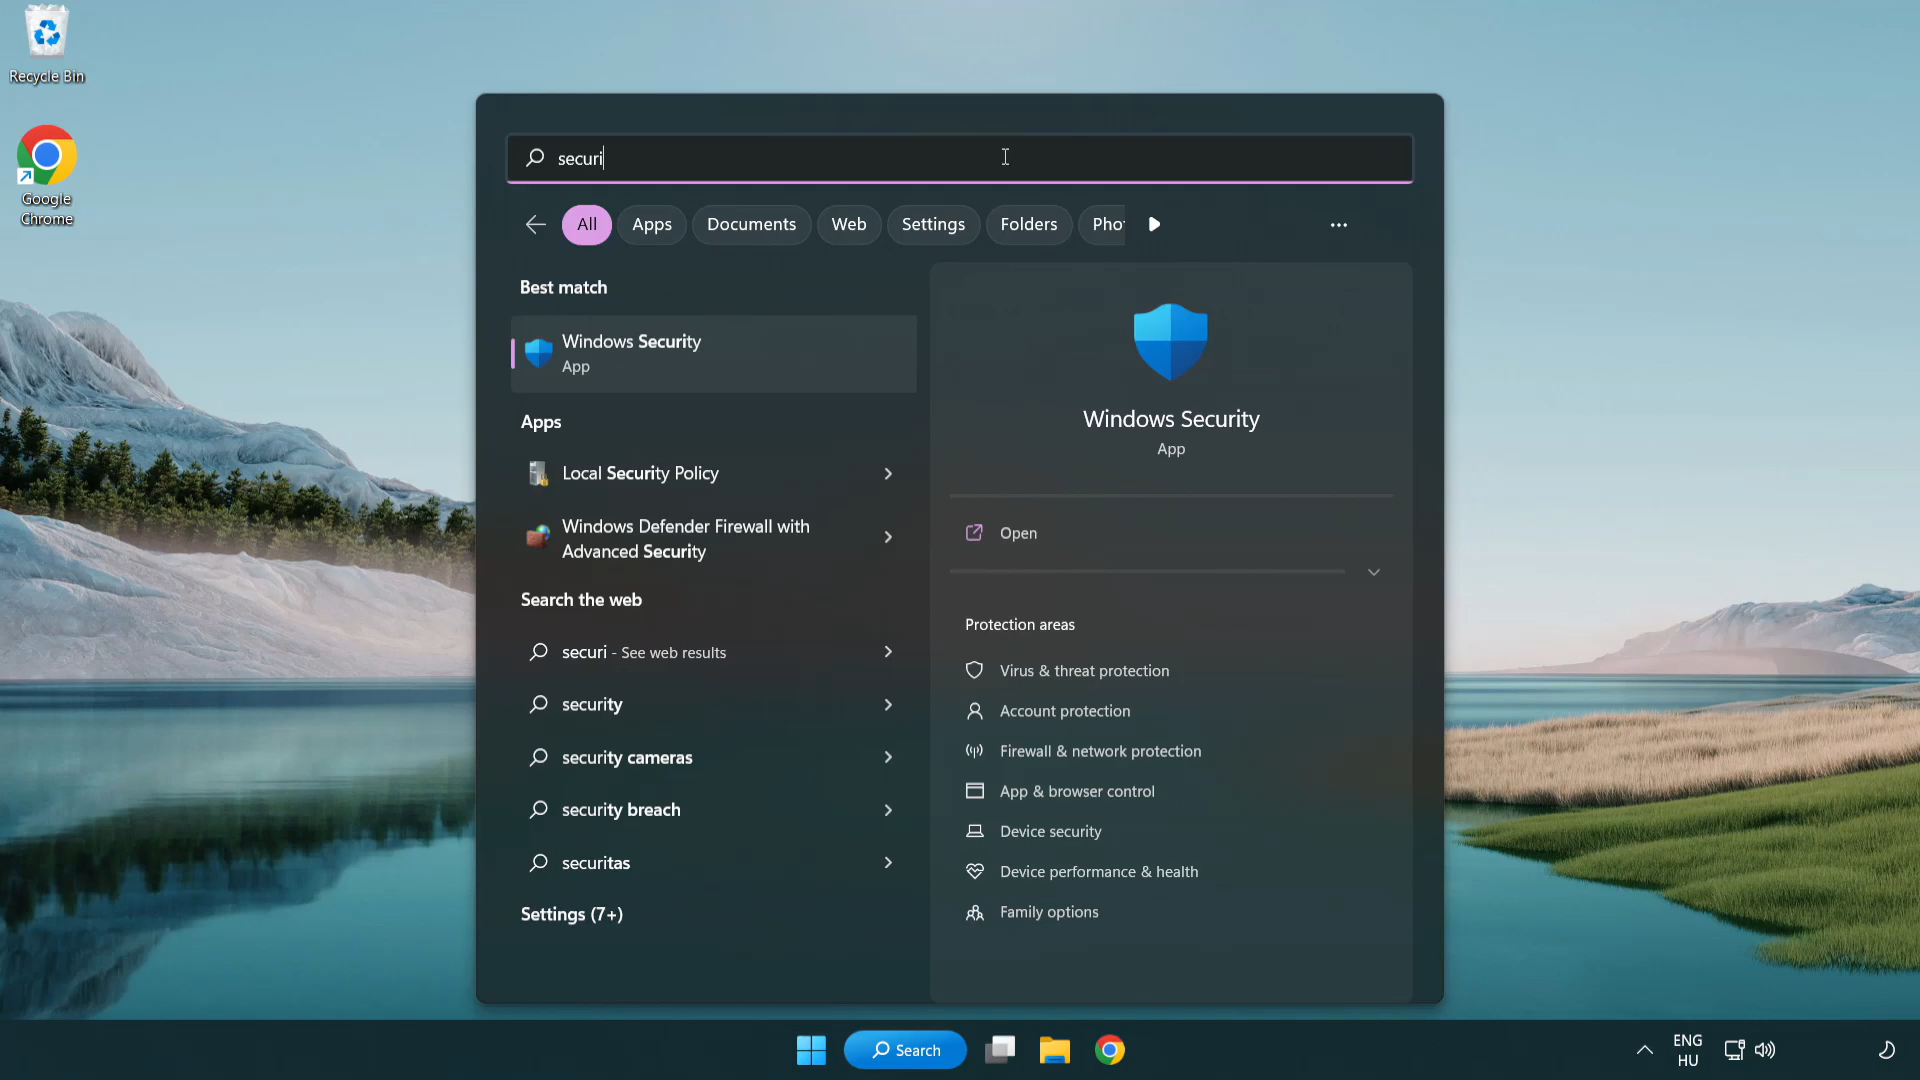 Recycle Bin
Google
Chrome
securi
All
Apps
Documents
Web
Settings
Folders
Pho
Best match
Windows Security
App
Apps
Local Security Policy
Windows Defender Firewall with
Advanced Security
Search the web
securi - See web results
security
security cameras
security breach
securitas
Settings (7+)
Windows Security
App
Open
Protection areas
Virus & threat protection
Account protection
Firewall & network protection
App & browser control
Device security
Device performance & health
Family options
Search
ENG
HU